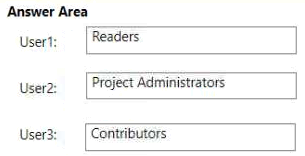 Answer Area
User1: Readers
User2: Project Administrators
User3: Contributors